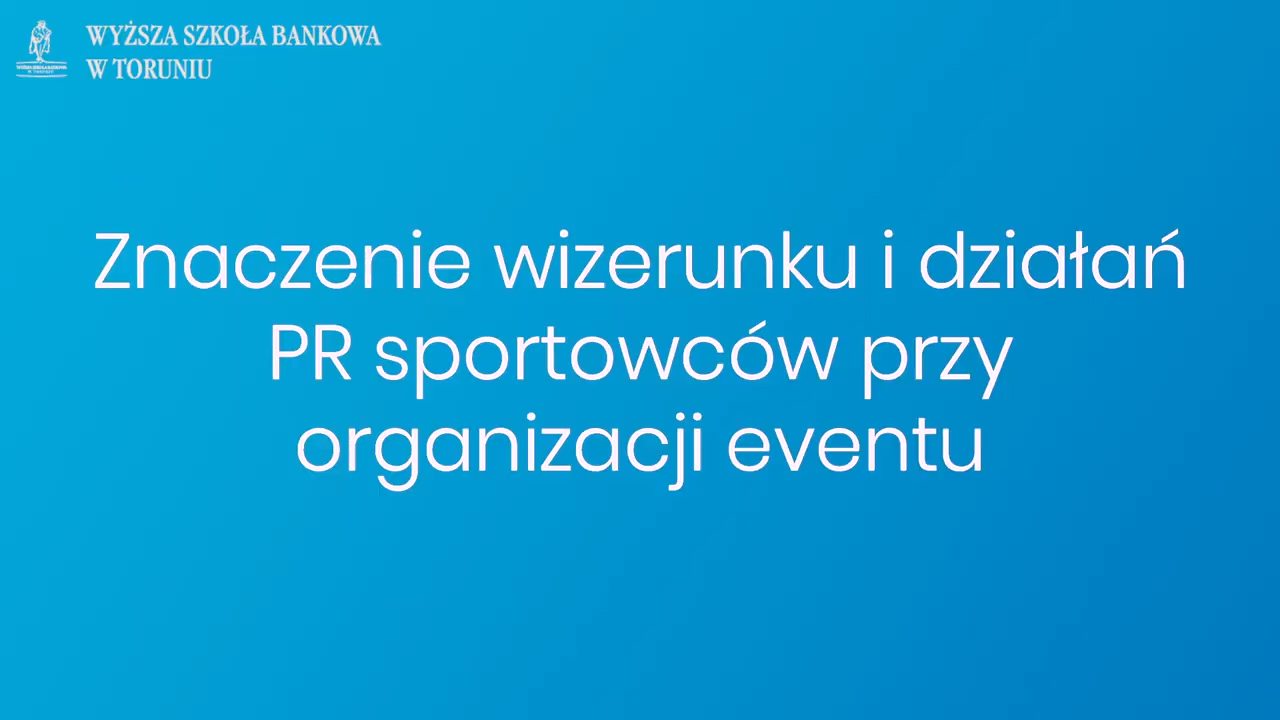 WYŻSZA SZKOŁA BANKOWA
W TORUNIU
Znaczenie wizerunku i działań
PR sportowców przy
organizacji eventu